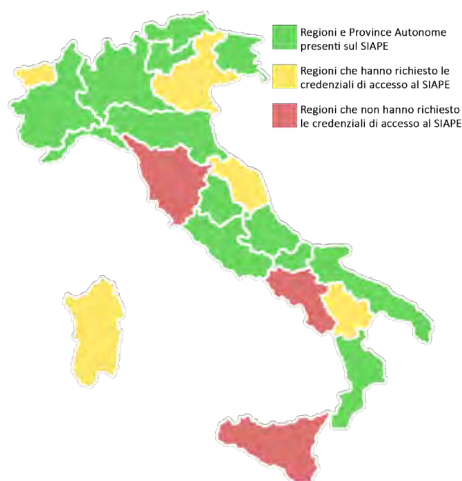 Regioni e Province Autonome
presenti sul SIAPE
Regioni che hanno richiesto le
credenziali di accesso al SIAPE
Regioni che non hanno richiesto
le credenziali di accesso al SIAPE